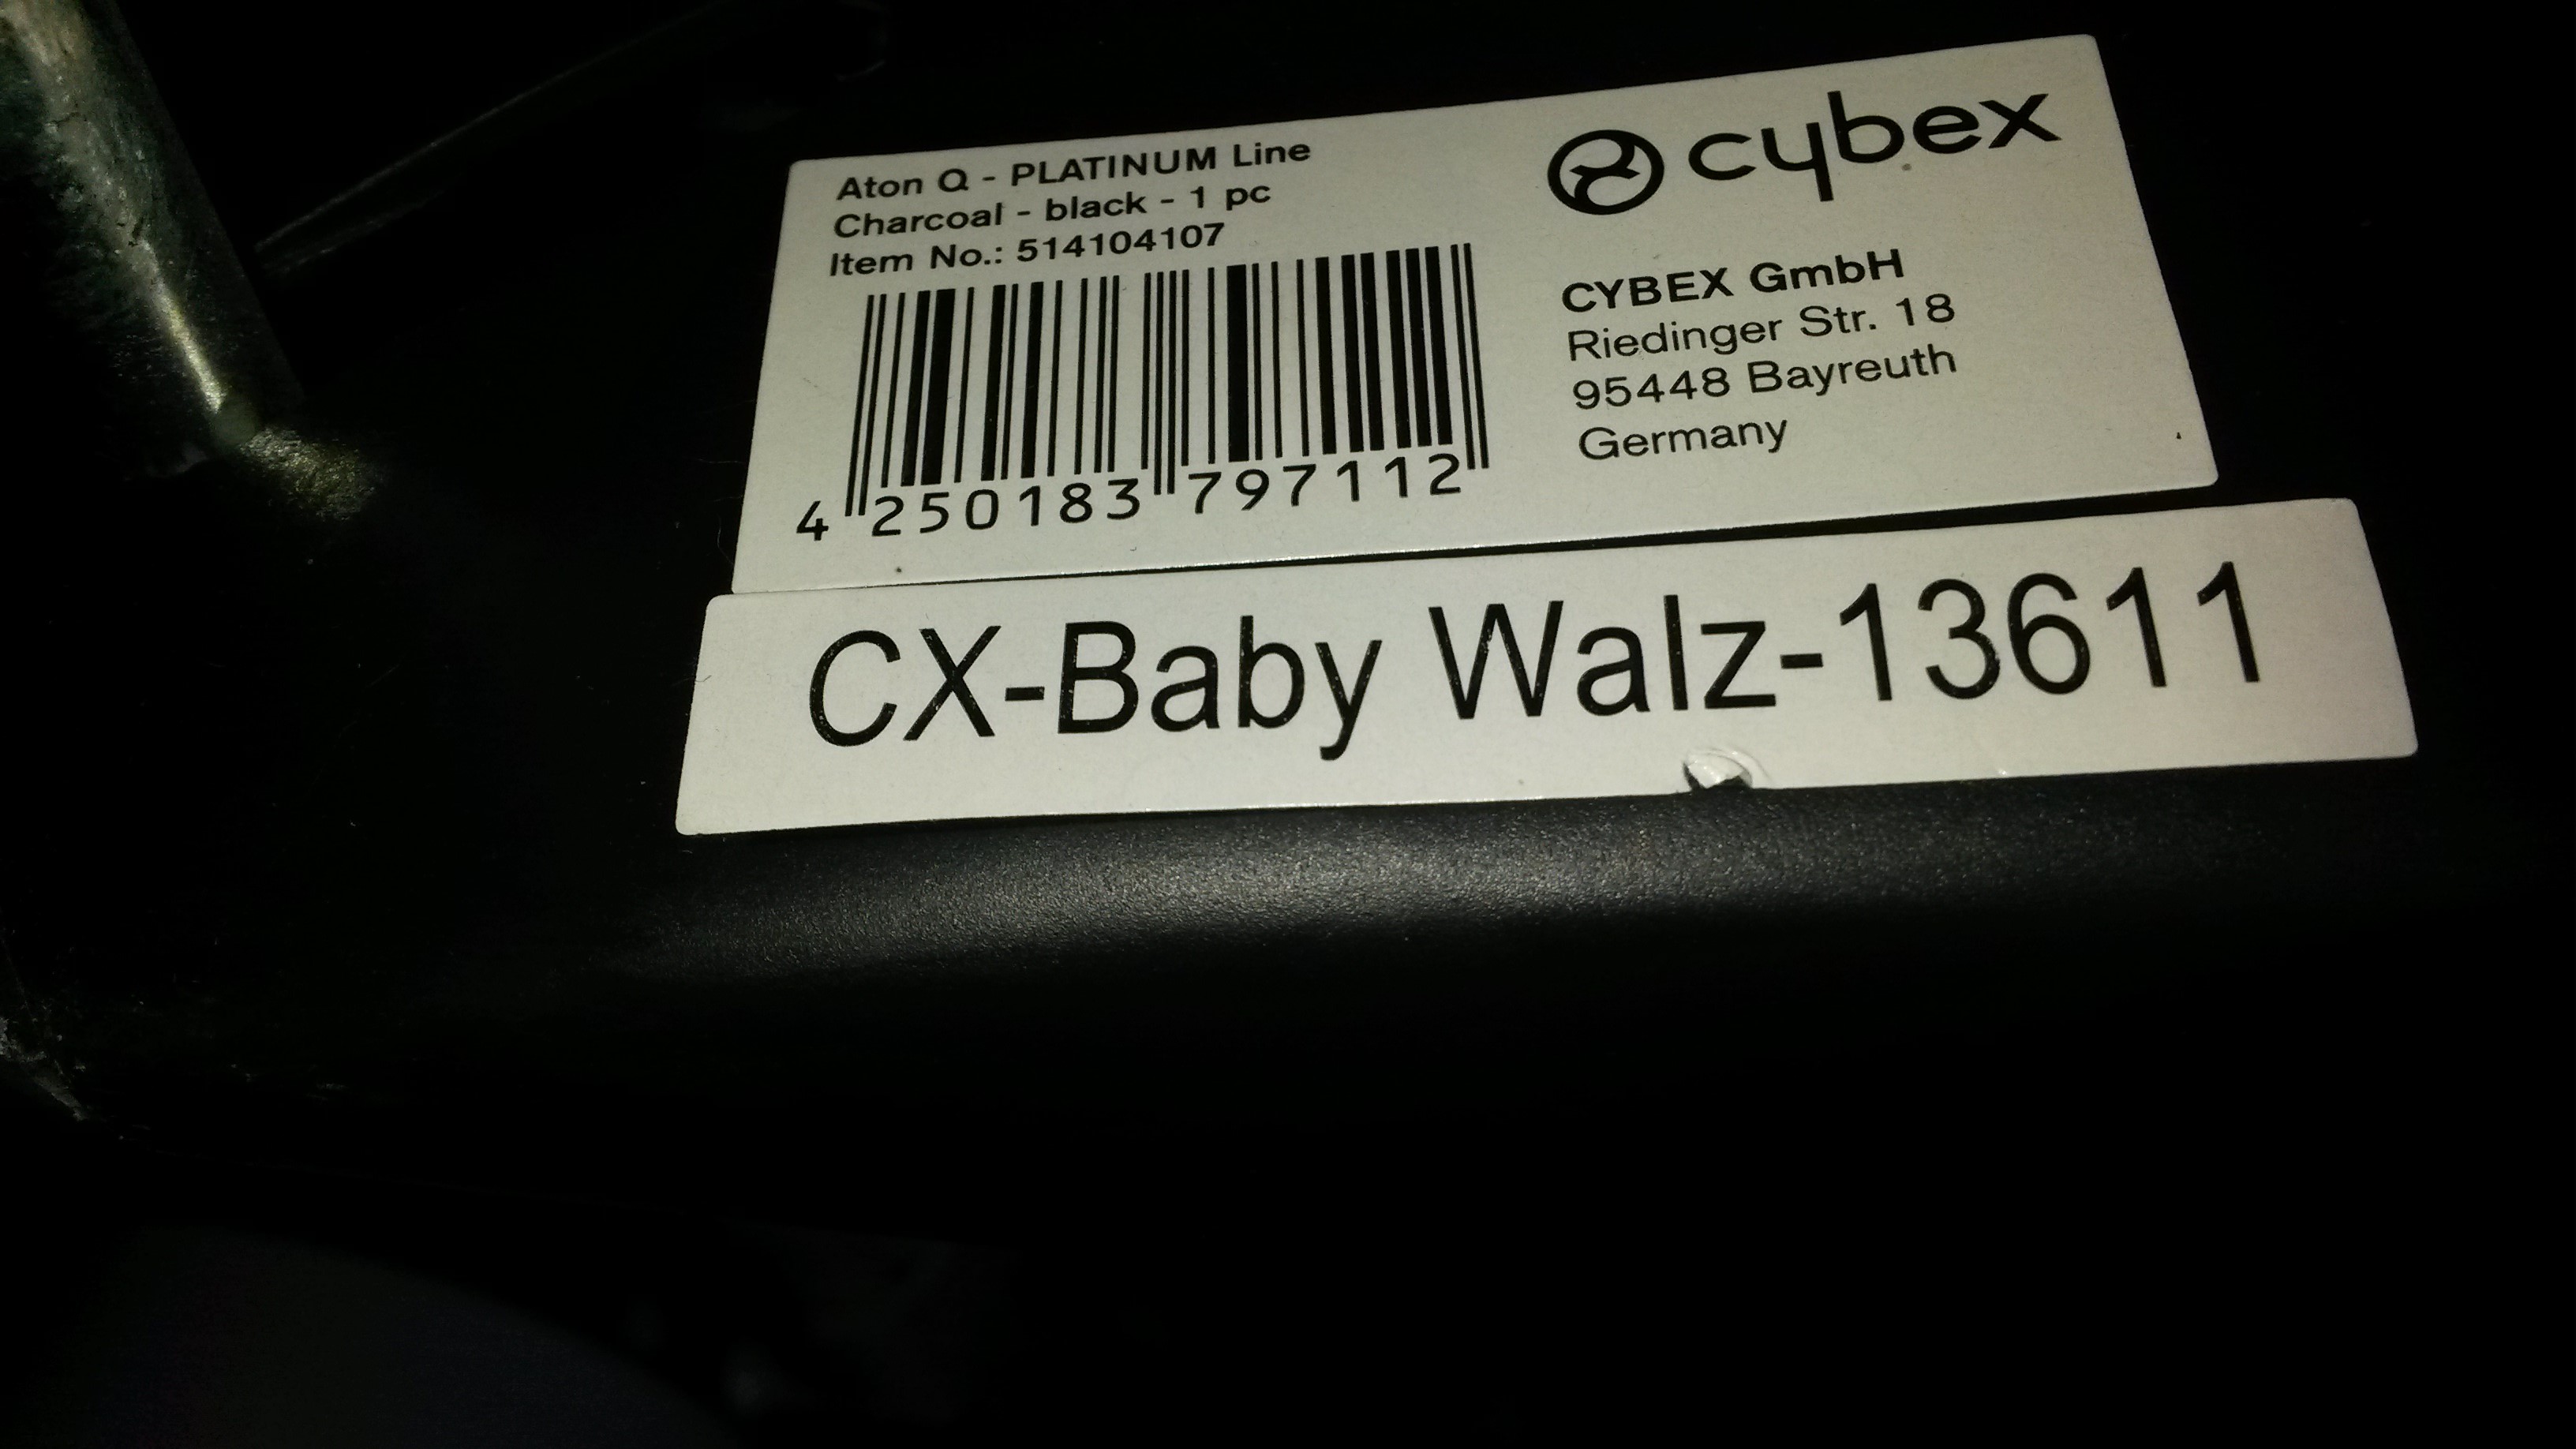 Aton Q - PLATINUM Line
Charcoal - black - 1 pc
Item No.: 514104107
4 250183 797112
cybex
CYBEX GmbH
Riedinger Str. 18
95448 Bayreuth
Germany
CX-Baby Walz-13611